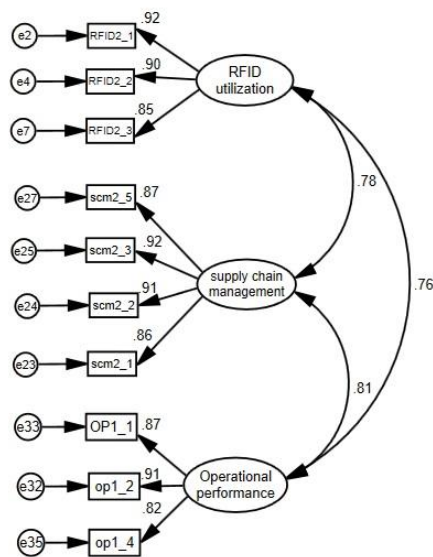 .92
e2
RFID2_1
.90
e4
RFID2_2
RFID
utilization
.85
e7
RFID2_3
.78
e27
scm2_5
.87
e25
scm2_3
.92
supply chain
management
.76
e24
scm2_2
.91
e23
scm2_1
.86
.81
e33
OP1_1
.87
e32
op1_2
.91
Operational
performance
.82
e35
op1_4